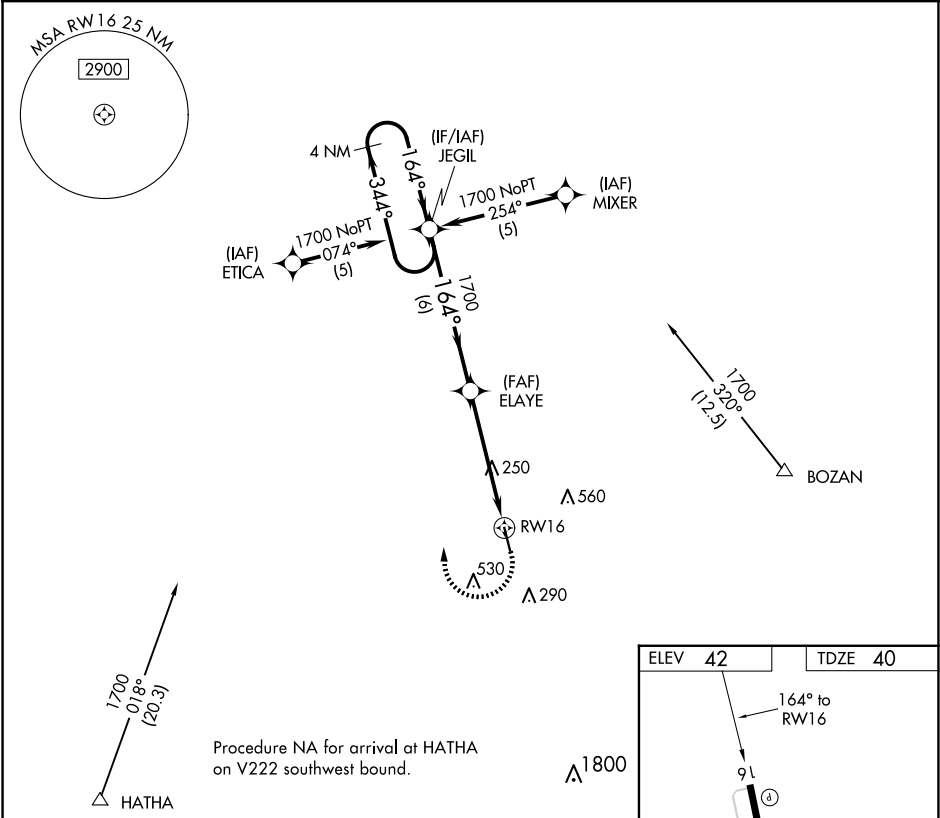 MSA RW16 25 NM
2900
4 NM
(IF/IAF)
JEGIL
164°
344°
1700 NoPT
254°
(5)
(IAF)
MIXER
(IAF)
ETICA
1700 NoPT
074°
(5)
1700
164°
(6)
(FAF)
ELAYE
1700
320°
(12.5)
BOZAN
250
560
RW16
530
290
1700
018°
(20.3)
HATHA
Procedure NA for arrival at HATHA
on V222 southwest bound.
1800
ELEV 42
TDZE 40
164° to
RW16
16
P